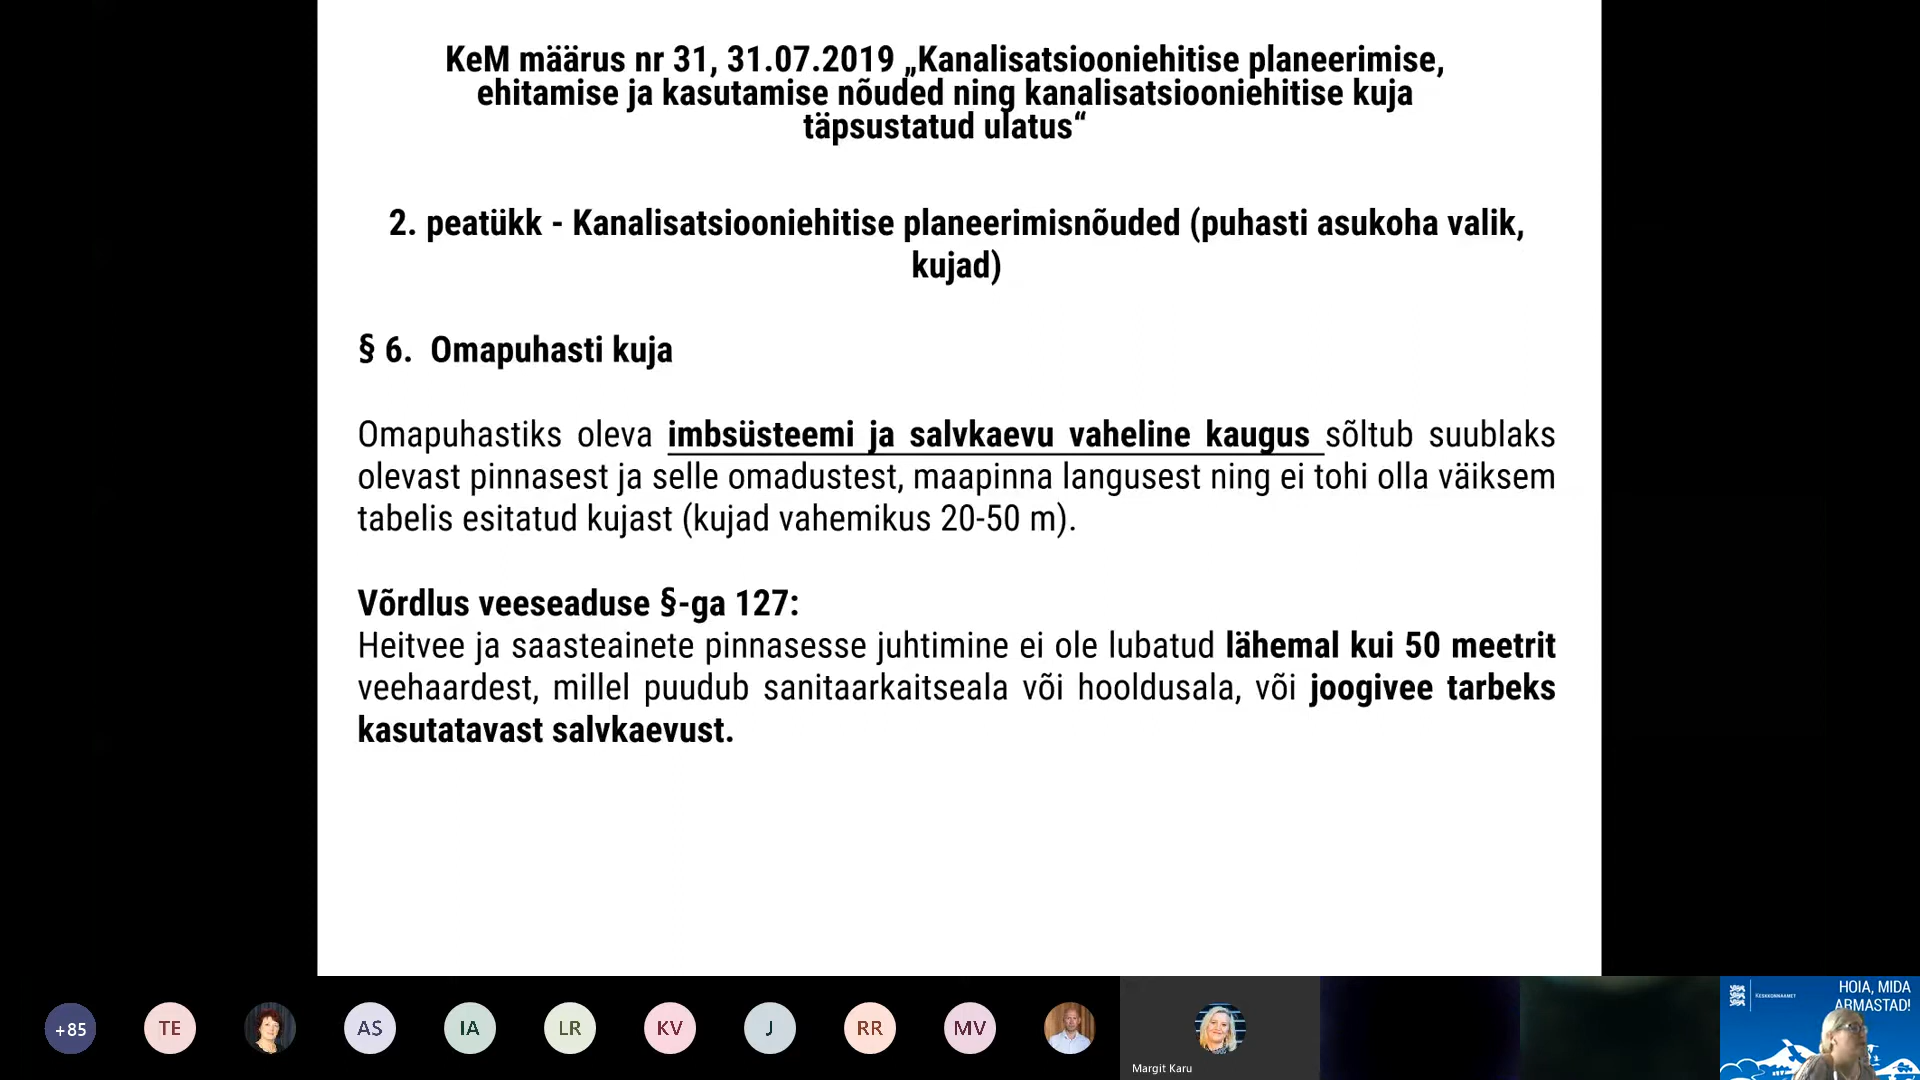 KeM määrus nr 31, 31.07.2019 „Kanalisatsiooniehitise planeerimise,
ehitamise ja kasutamise nõuded ning kanalisatsiooniehitise kuja
täpsustatud ulatus“
2. peatükk - Kanalisatsiooniehitise planeerimisnõuded (puhasti asukoha valik,
kujad)
§ 6. Omapuhasti kuja
Omapuhastiks oleva imbsüsteemi ja salvkaevu vaheline kaugus sõltub suublaks
olevast pinnasest ja selle omadustest, maapinna langusest ning ei tohi olla väiksem
tabelis esitatud kujast (kujad vahemikus 20-50 m).
Võrdlus veeseaduse §-ga 127:
Heitvee ja saasteainete pinnasesse juhtimine ei ole lubatud lähemal kui 50 meetrit
veehaardest, millel puudub sanitaarkaitseala või hooldusala, või joogivee tarbeks
kasutatavast salvkaevust.
+85
TE
AS
IA
LR
KV
J
RR
MV
Margit Karu
KESKKONNAAMET
HOIA, MIDA
ARMASTAD!